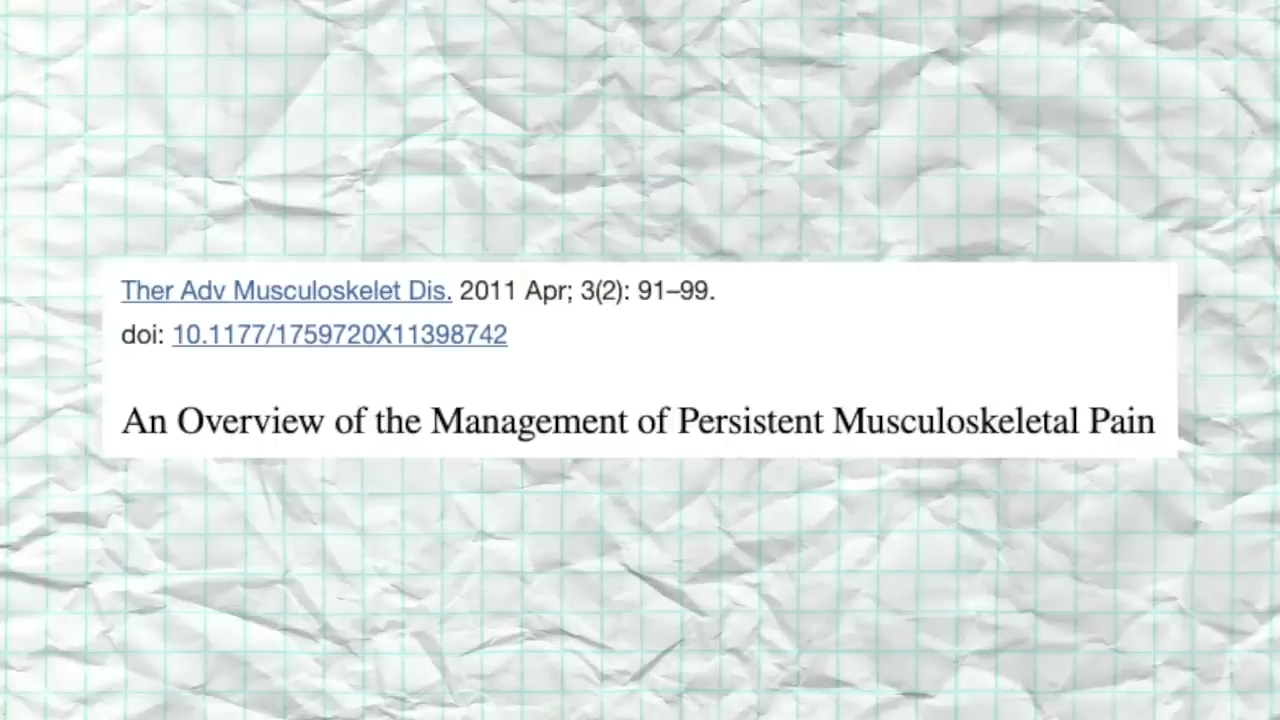 Ther Adv Musculoskelet Dis. 2011 Apr; 3(2): 91–99.
doi: 10.1177/1759720X11398742
An Overview of the Management of Persistent Musculoskeletal Pain